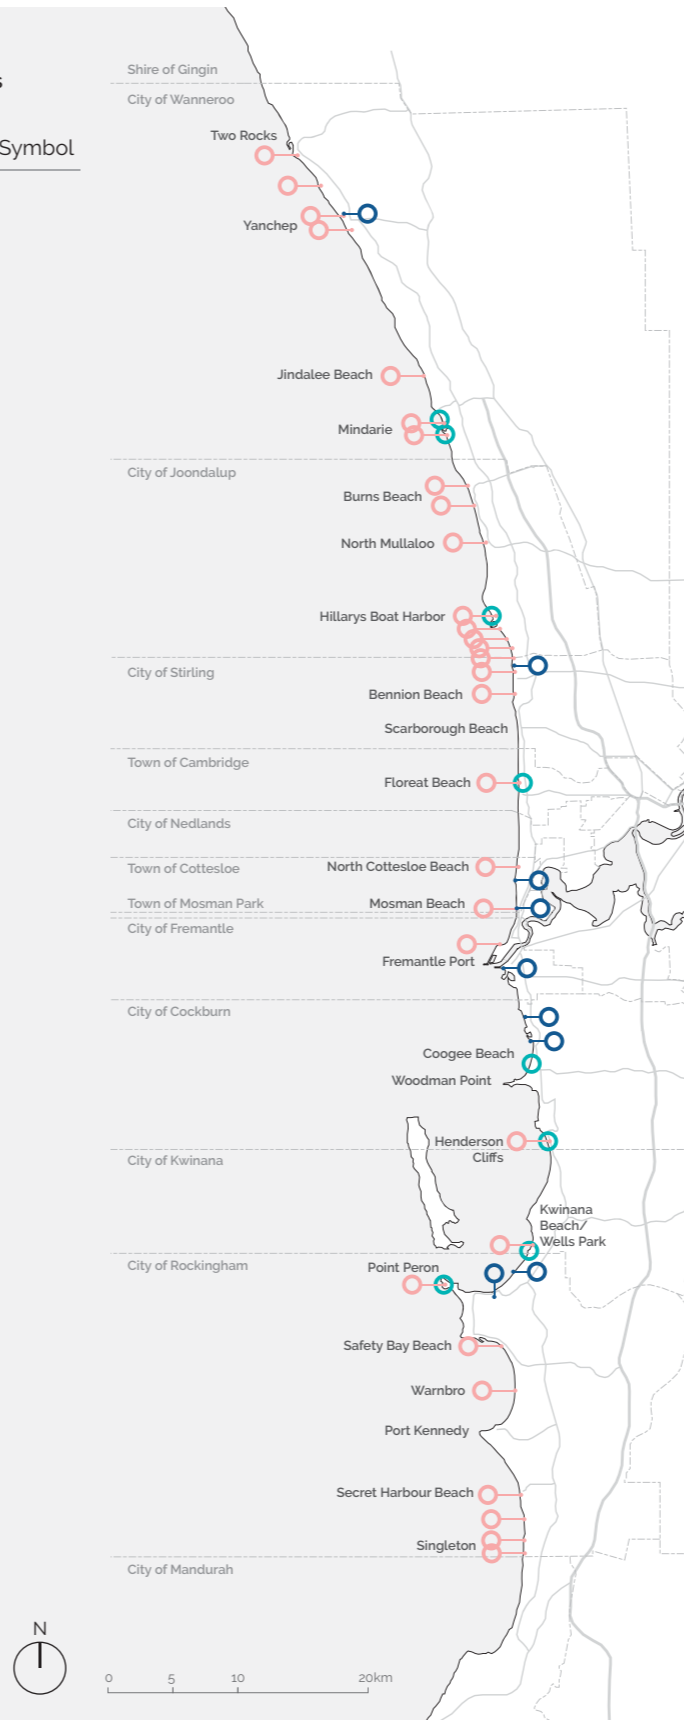 s
Symbol
Shire of Gingin
City of Wanneroo
Two Rocks
Yanchep
Jindalee Beach
Mindarie
City of Joondalup
Burns Beach
North Mullaloo
Hillarys Boat Harbor
City of Stirling
Bennion Beach
Scarborough Beach
Town of Cambridge
Floreat Beach
City of Nedlands
North Cottesloe Beach
Town of Cottesloe
Town of Mosman Park
Mosman Beach
City of Fremantle
Fremantle Port
City of Cockburn
Coogee Beach
Woodman Point
Henderson
Cliffs
City of Kwinana
Kwinana
Beach/
Wells Park
City of Rockingham
Point Peron
Safety Bay Beach
Warnbro
Port Kennedy
Secret Harbour Beach
Singleton
City of Mandurah
N
0 5 10 20km